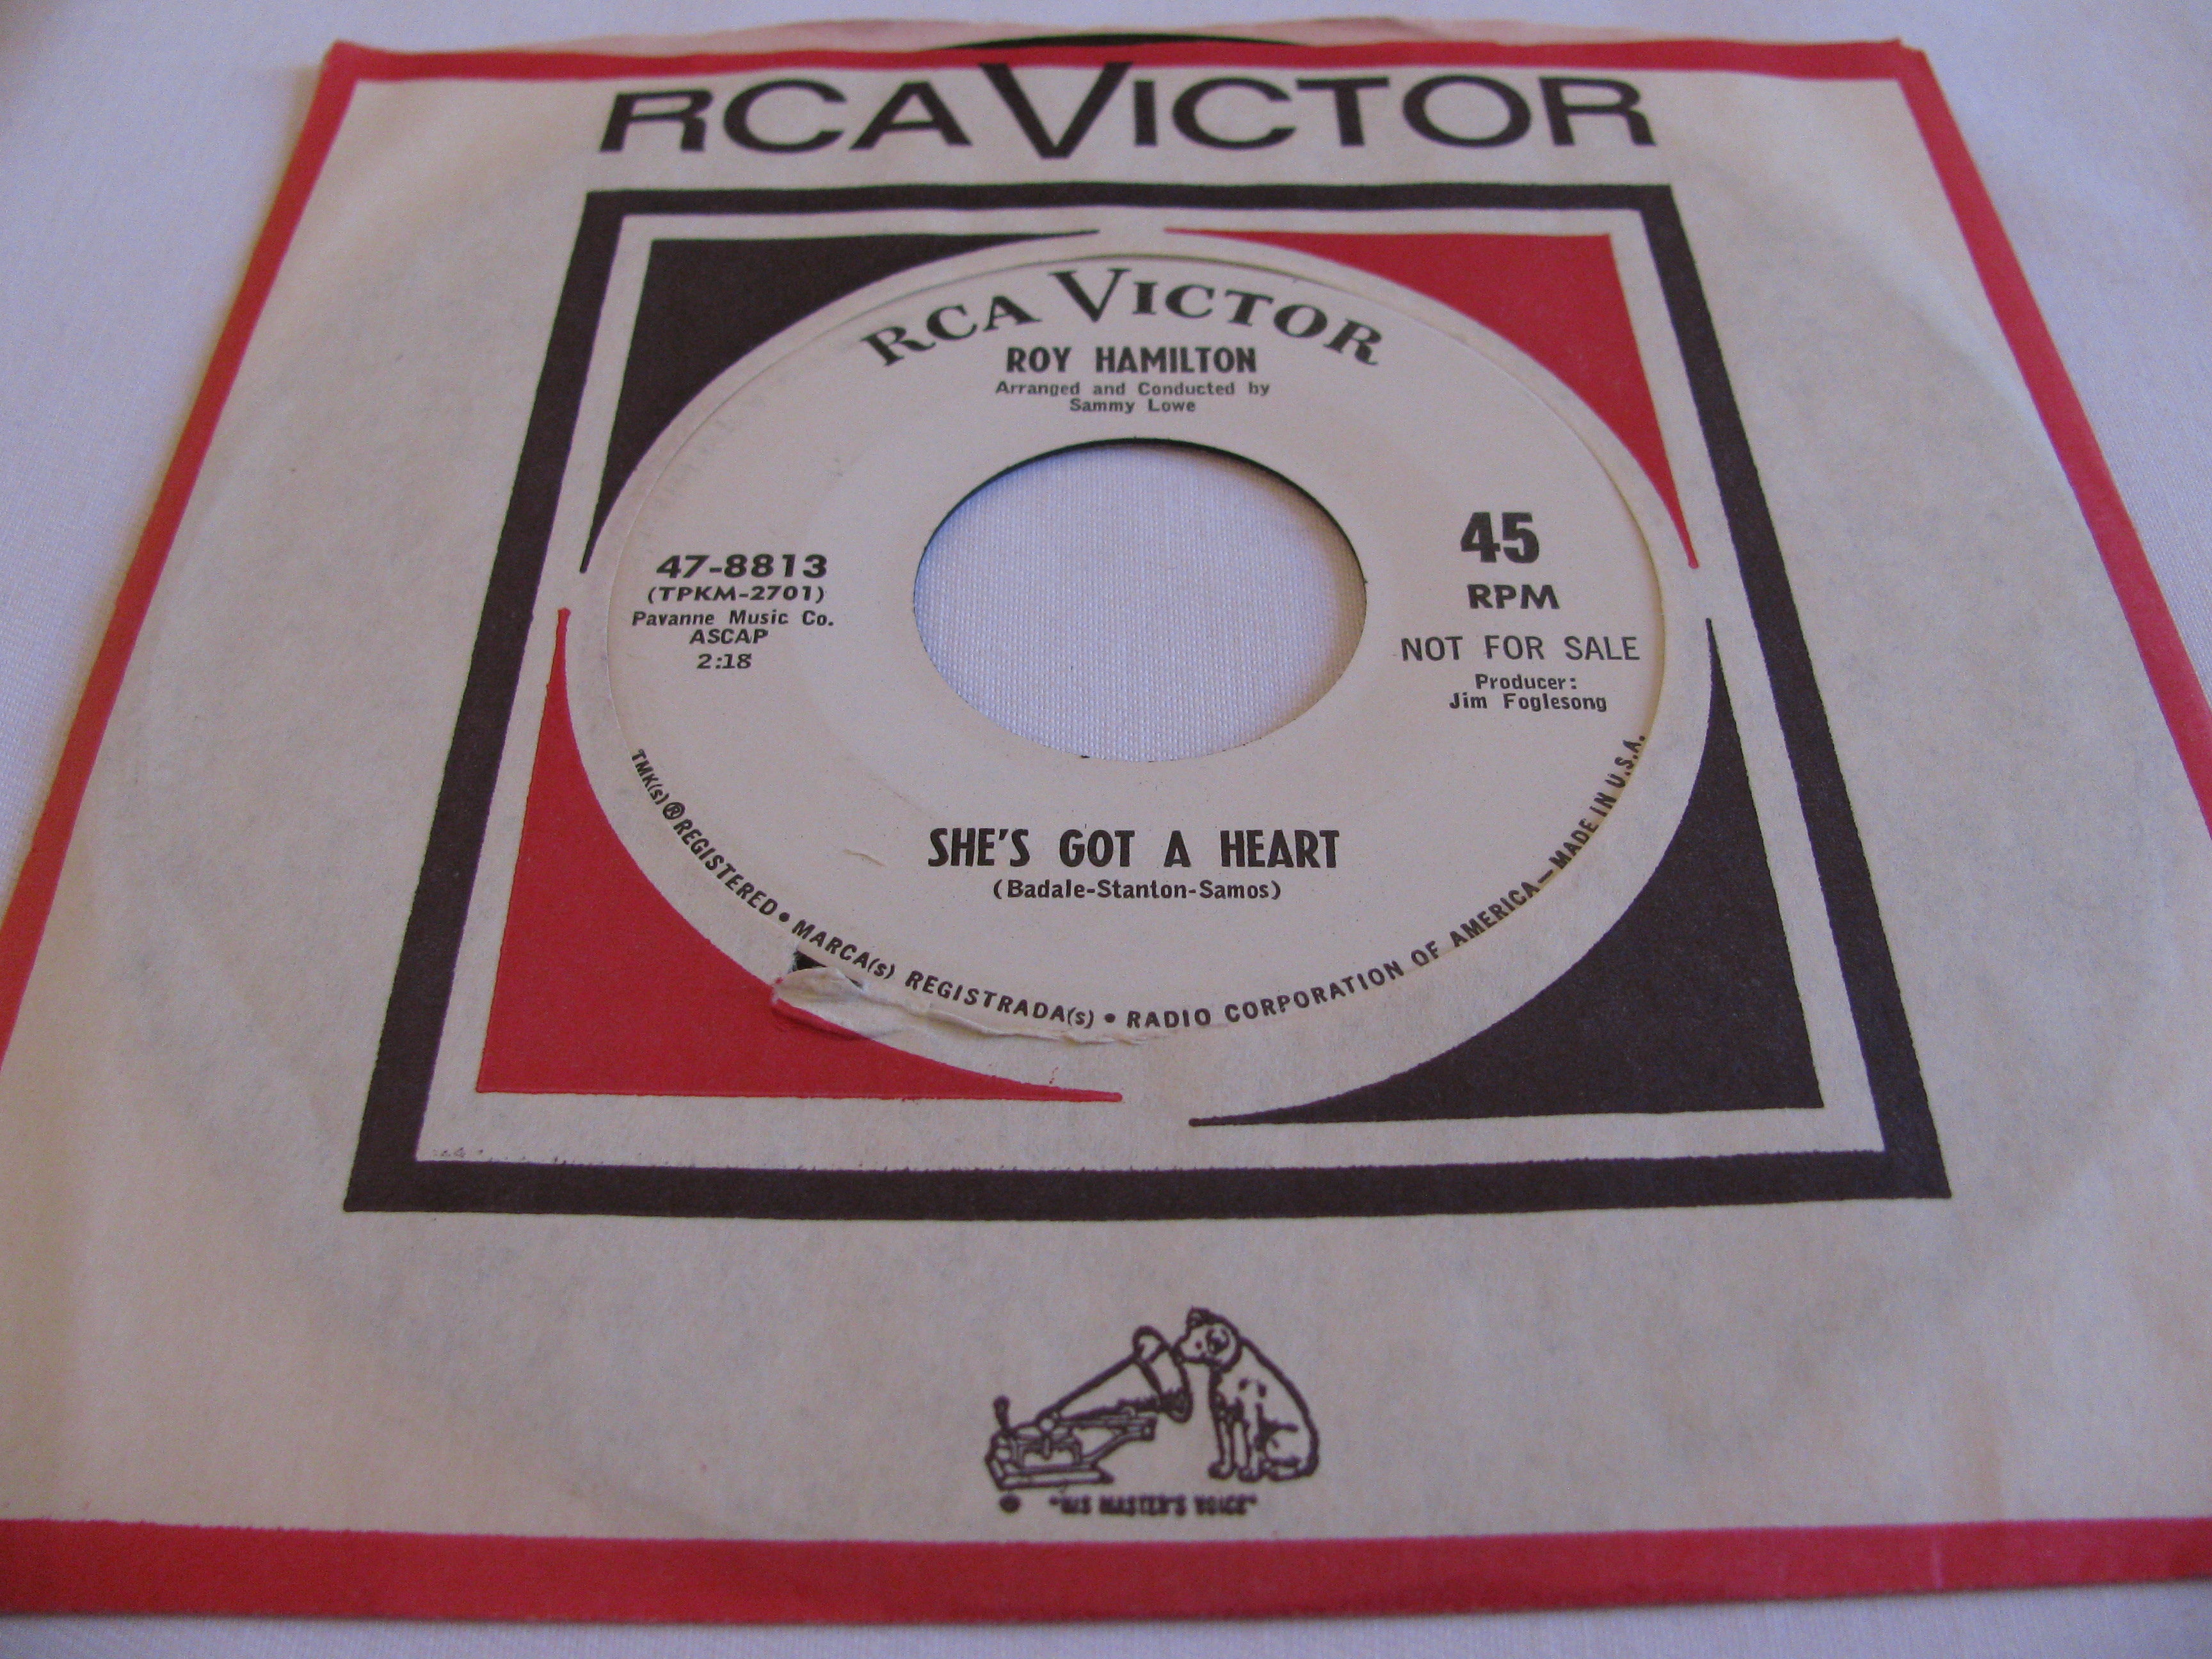 RCA VICTOR
RCA VICTOR
ROY HAMILTON
Arranged and Conducted by
Sammy Lowe
47-8813
(TPKM-2701)
Pavanne Music Co.
ASCAP
2:18
45
RPM
NOT FOR SALE
Producer:
Jim Foglesong
SHE'S GOT A HEART
(Badale-Stanton-Samos)
TMK(s) ® REGISTERED • MARCA(s) REGISTRADA(s) • RADIO CORPORATION OF AMERICA—MADE IN U.S.A.
"HIS MASTER'S VOICE"